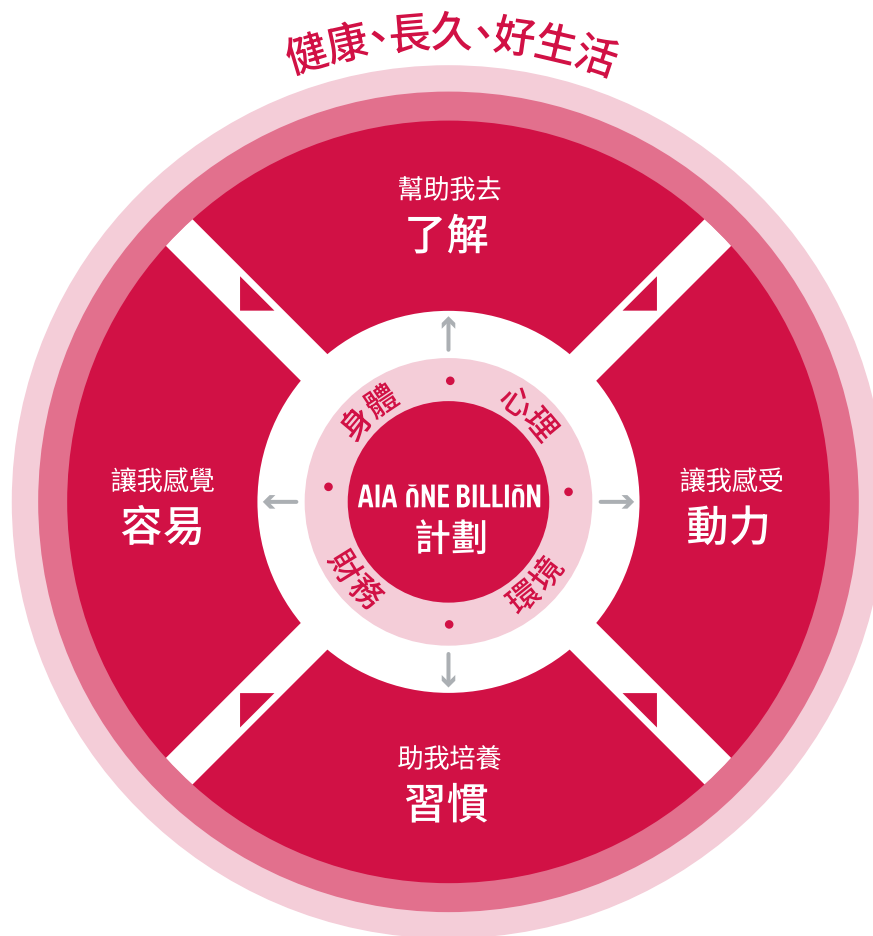 健康、長久、好生活
幫助我去
了解
讓我感覺
容易
身體
心理
AIA ONE BILLION
計劃
財務
環境
讓我感受
動力
助我培養
習慣